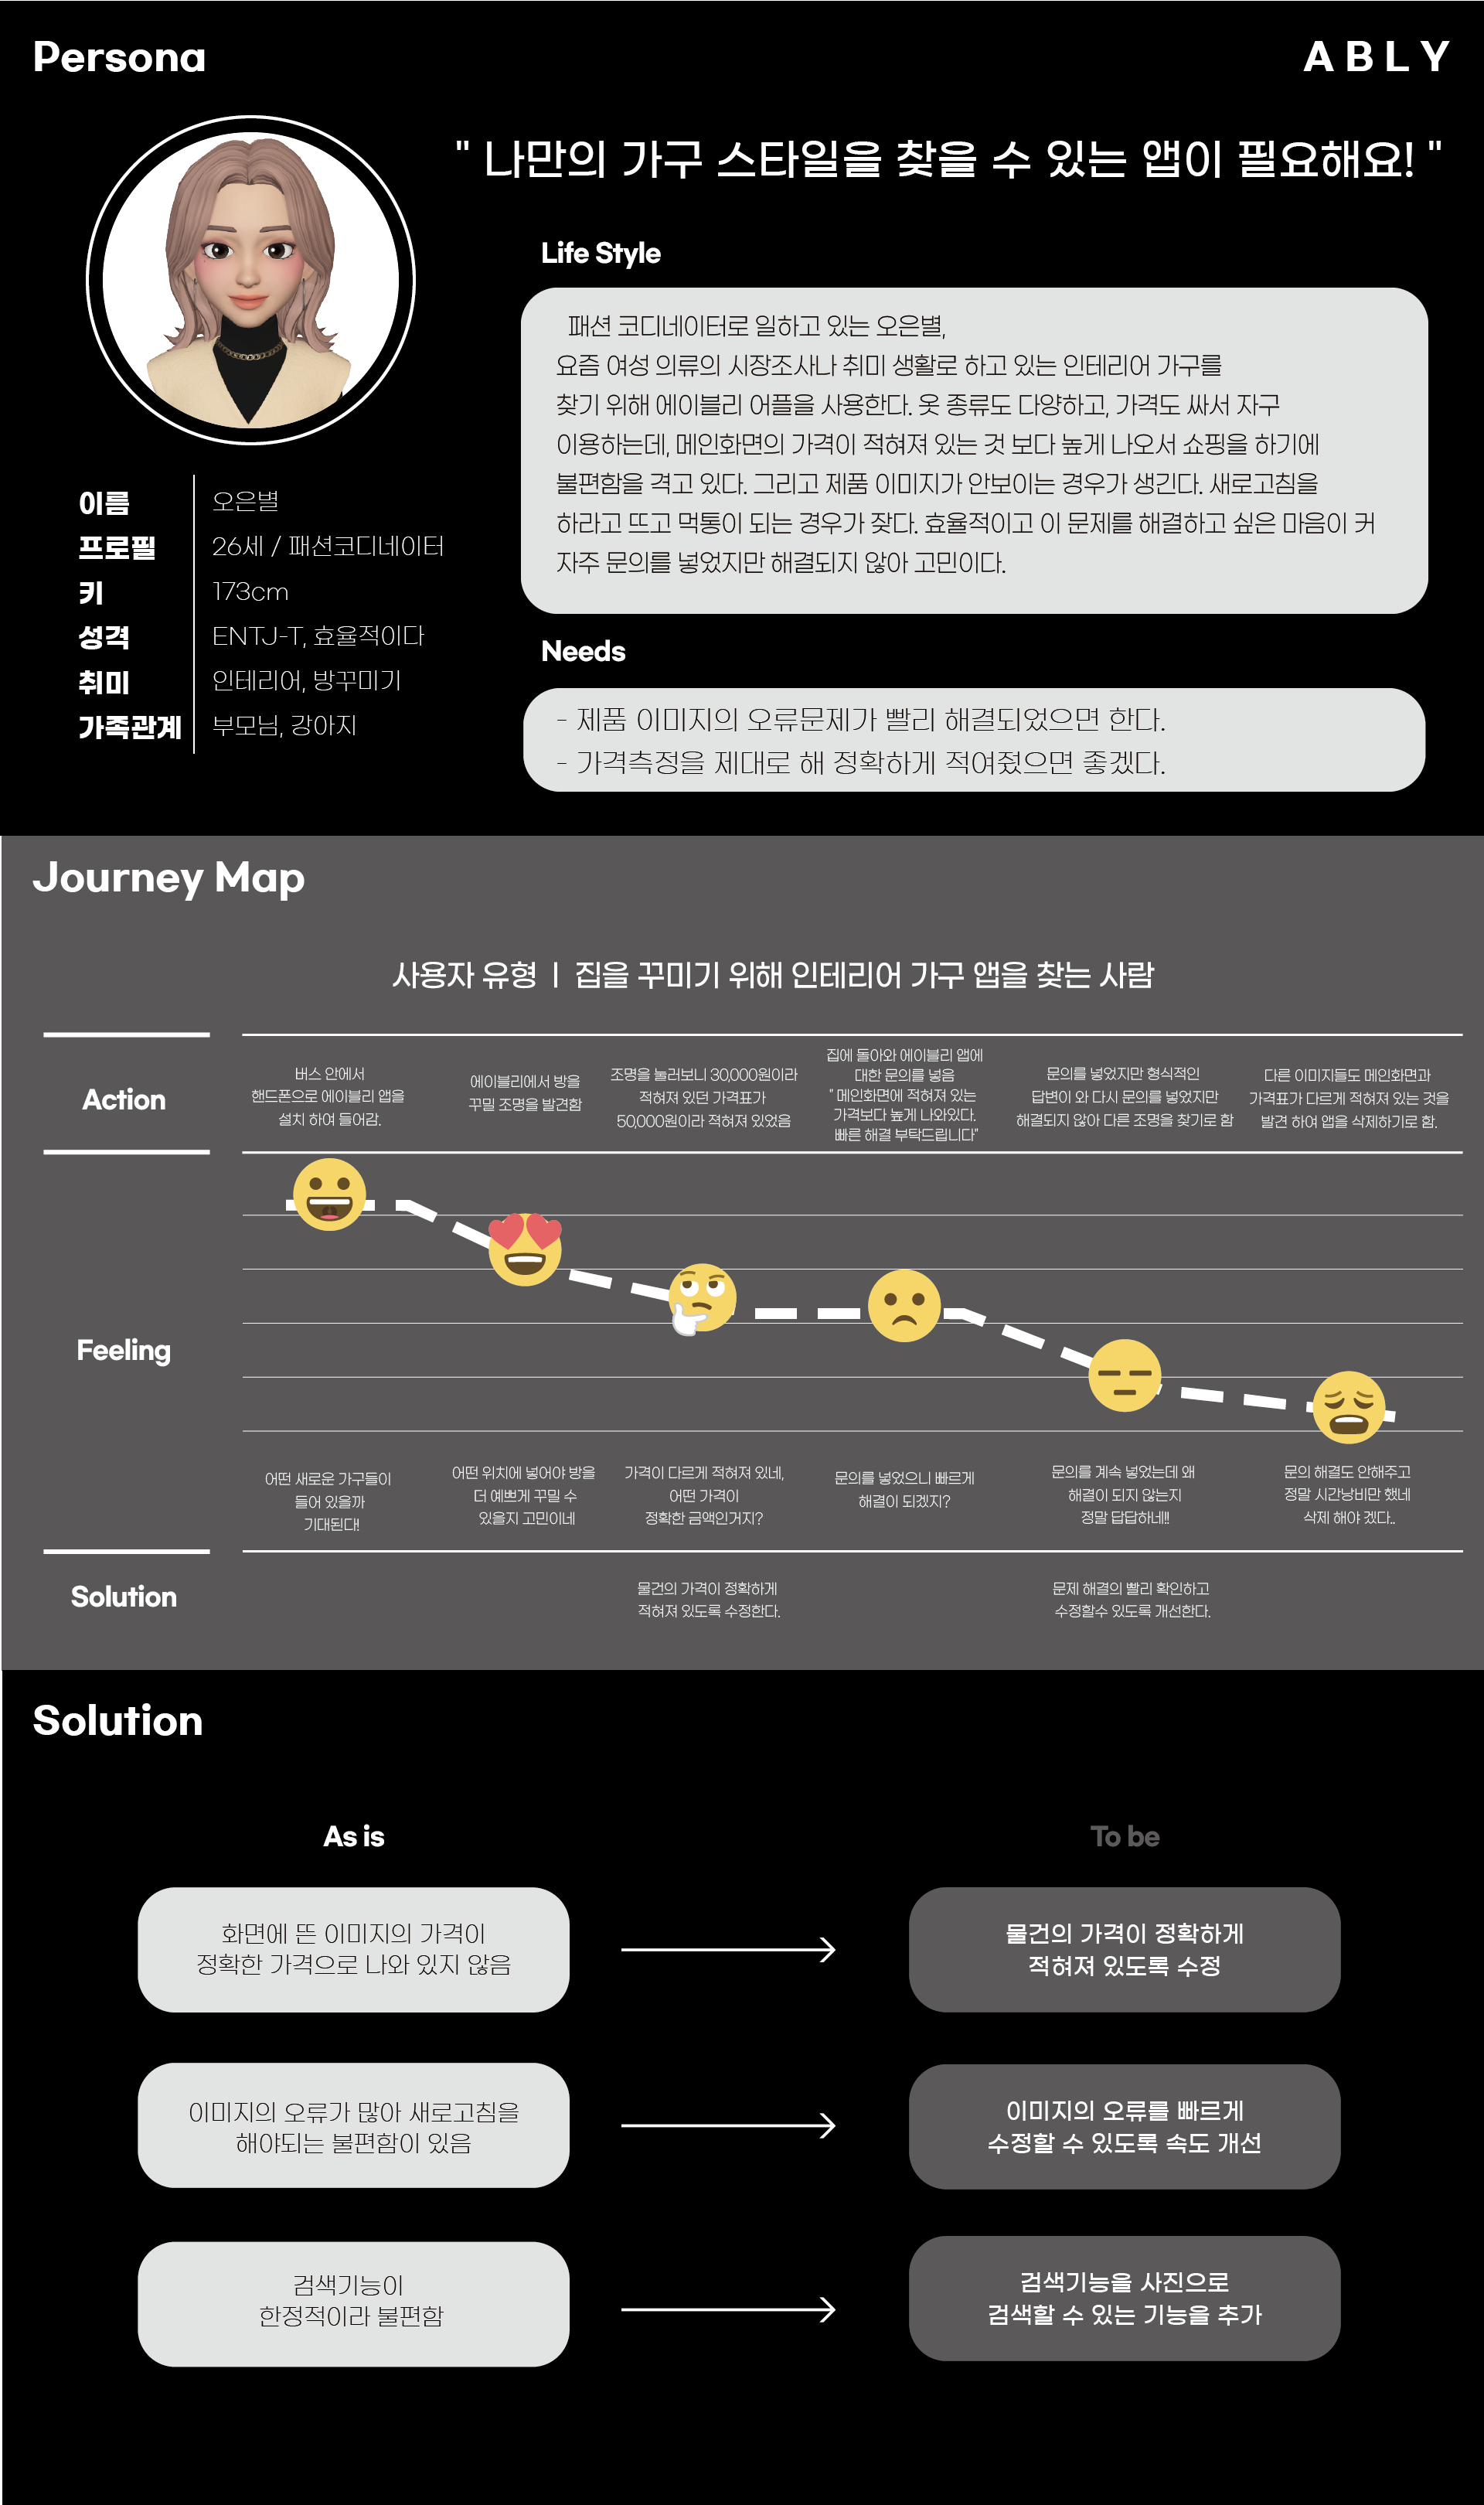 Persona
ABLY
" 나만의 가구 스타일을 찾을 수 있는 앱이 필요해요! "
이름 오은별
프로필 26세 / 패션코디네이터
키 173cm
성격 ENTJ-T, 효율적이다
취미 인테리어, 방꾸미기
가족관계 부모님, 강아지
Life Style
패션 코디네이터로 일하고 있는 오은별,
요즘 여성 의류의 시장조사나 취미 생활로 하고 있는 인테리어 가구를
찾기 위해 에이블리 어플을 사용한다. 옷 종류도 다양하고, 가격도 싸서 자구
이용하는데, 메인화면의 가격이 적혀져 있는 것 보다 높게 나오서 쇼핑을 하기에
불편함을 격고 있다. 그리고 제품 이미지가 안보이는 경우가 생긴다. 새로고침을
하라고 뜨고 먹통이 되는 경우가 잦다. 효율적이고 이 문제를 해결하고 싶은 마음이 커
자주 문의를 넣었지만 해결되지 않아 고민이다.
Needs
- 제품 이미지의 오류문제가 빨리 해결되었으면 한다.
- 가격측정을 제대로 해 정확하게 적여줬으면 좋겠다.
Journey Map
사용자 유형 ㅣ 집을 꾸미기 위해 인테리어 가구 앱을 찾는 사람
Action
버스 안에서
핸드폰으로 에이블리 앱을
설치 하여 들어감.
에이블리에서 방을
꾸밀 조명을 발견함
조명을 눌러보니 30,000원이라
적혀져 있던 가격표가
50,000원이라 젹혀져 있었음
집에 돌아와 에이블리 앱에
대한 문의를 넣음
" 메인화면에 적혀져 있는
가격보다 높게 나와있다.
빠른 해결 부탁드립니다"
문의를 넣었지만 형식적인
답변이 와 다시 문의를 넣었지만
해결되지 않아 다른 조명을 찾기로 함
다른 이미지들도 메인화면과
가격표가 다르게 적혀져 있는 것을
발견 하여 앱을 삭제하기로 함.
Feeling
어떤 새로운 가구들이
들어 있을까
기대된다!
어떤 위치에 넣어야 방을
더 예쁘게 꾸밀 수
있을지 고민이네
가격이 다르게 적혀져 있네,
어떤 가격이
정확한 금액인거지?
문의를 넣었으니 빠르게
해결이 되겠지?
문의를 계속 넣었는데 왜
해결이 되지 않는지
정말 답답하네!!
문의 해결도 안해주고
정말 시간낭비만 했네
삭제 해야 겠다..
Solution
물건의 가격이 정확하게
적혀져 있도록 수정한다.
문제 해결의 빨리 확인하고
수정할수 있도록 개선한다.
Solution
As is
To be
화면에 뜬 이미지의 가격이
정확한 가격으로 나와 있지 않음
물건의 가격이 정확하게
적혀져 있도록 수정
이미지의 오류가 많아 새로고침을
해야되는 불편함이 있음
이미지의 오류를 빠르게
수정할 수 있도록 속도 개선
검색기능이
한정적이라 불편함
검색기능을 사진으로
검색할 수 있는 기능을 추가